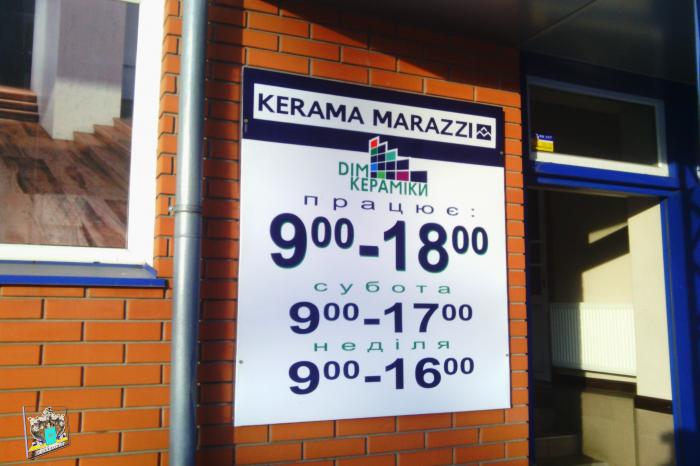 KERAMA MARAZZI
DIM
КЕРАМІКИ
працює:
9⁰⁰-18⁰⁰
субота
9⁰⁰-17⁰⁰
неділя
9⁰⁰-16⁰⁰